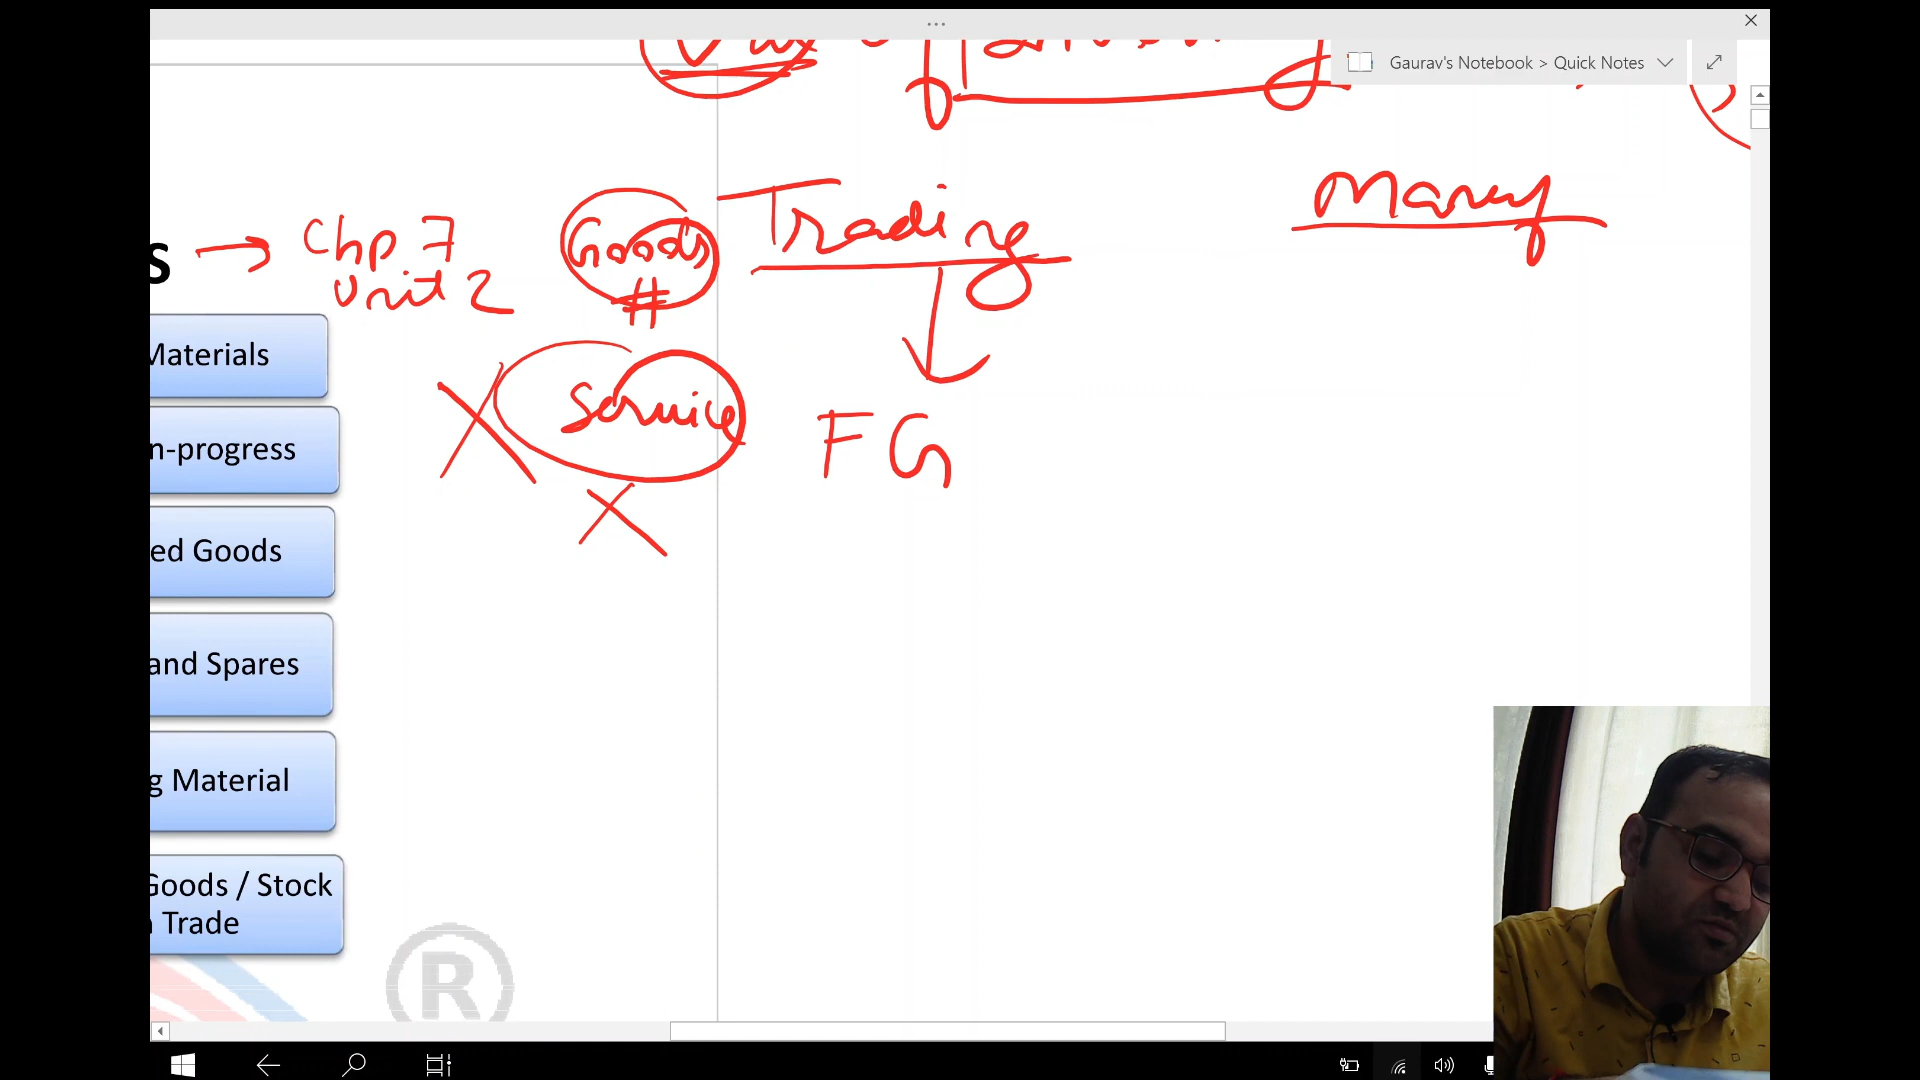 Gaurav's Notebook > Quick Notes
Manuf
Trading
Goods
#
s → Chp 7
Unit 2
Service
FG
Materials
n-progress
ed Goods
and Spares
g Material
Goods / Stock
Trade
R